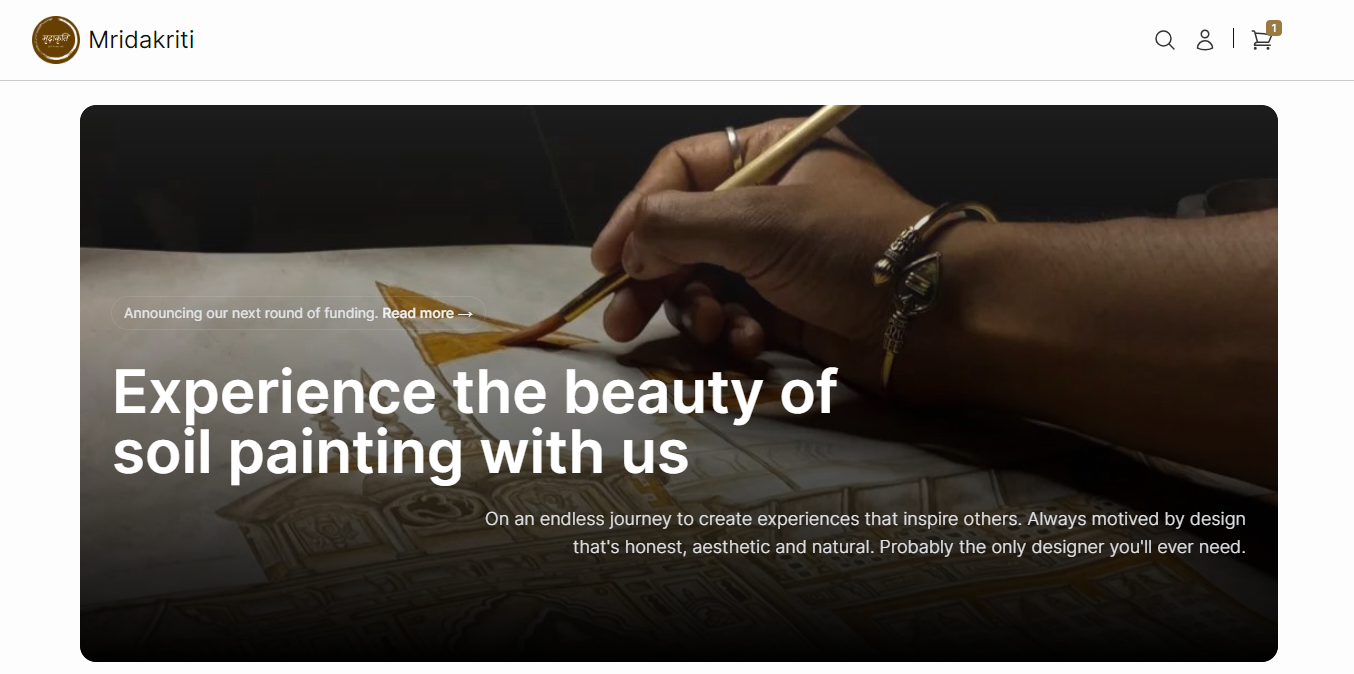 मृदाकृति
Mridakriti
1
Announcing our next round of funding. Read more →
Experience the beauty of
soil painting with us
On an endless journey to create experiences that inspire others. Always motived by design
that's honest, aesthetic and natural. Probably the only designer you'll ever need.